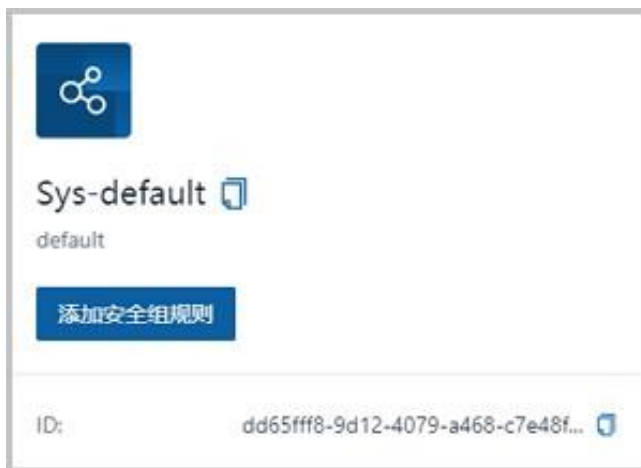 Sys-default
default
添加安全组规则
ID: dd65fff8-9d12-4079-a468-c7e48f...